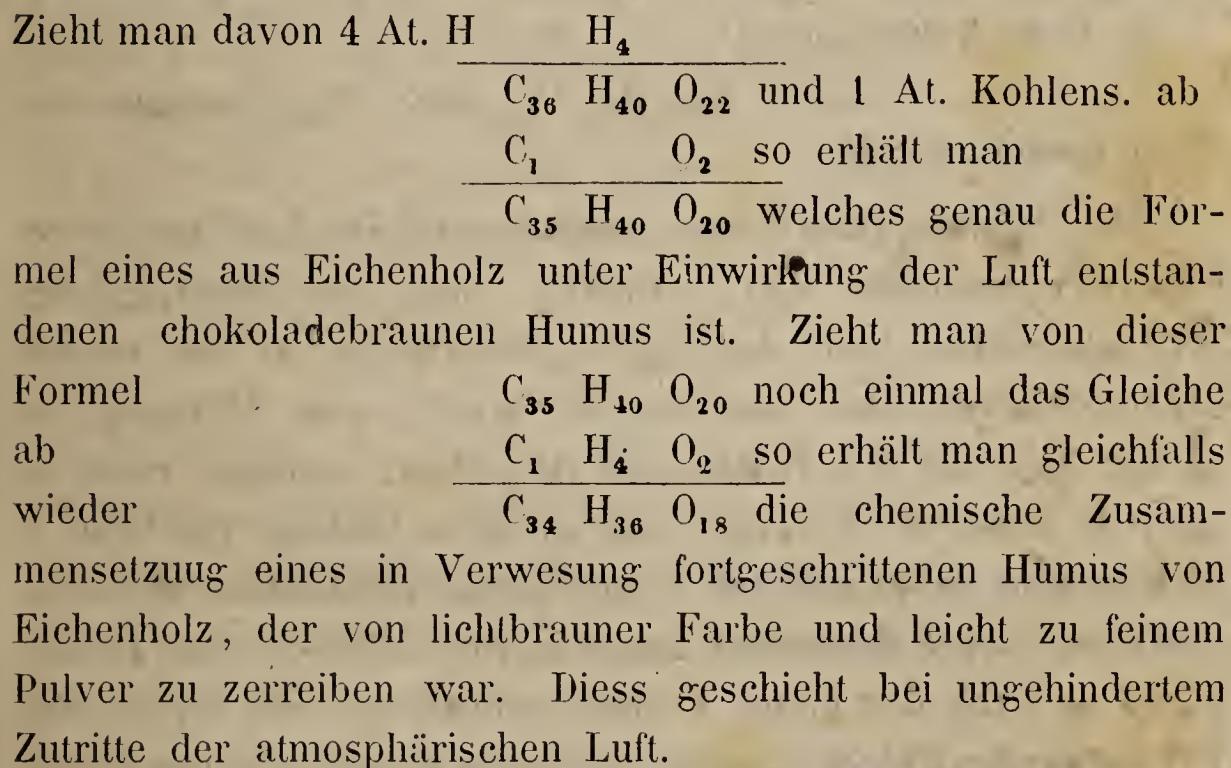 Zieht man davon 4 At. H H₄
C₃₆ H₄₀ O₂₂ und 1 At. Kohlens. ab
C₁ O₂ so erhält man
C₃₅ H₄₀ O₂₀ welches genau die For-
mel eines aus Eichenholz unter Einwirkung der Luft entstan-
denen chokoladebraunen Humus ist. Zieht man von dieser
Formel C₃₅ H₄₀ O₂₀ noch einmal das Gleiche
ab C₁ H₄ O₂ so erhält man gleichfalls
wieder C₃₄ H₃₆ O₁₈ die chemische Zusam-
mensetzuug eines in Verwesung fortgeschrittenen Humus von
Eichenholz, der von lichtbrauner Farbe und leicht zu feinem
Pulver zu zerreiben war. Diess geschieht bei ungehindertem
Zutritte der atmosphärischen Luft.